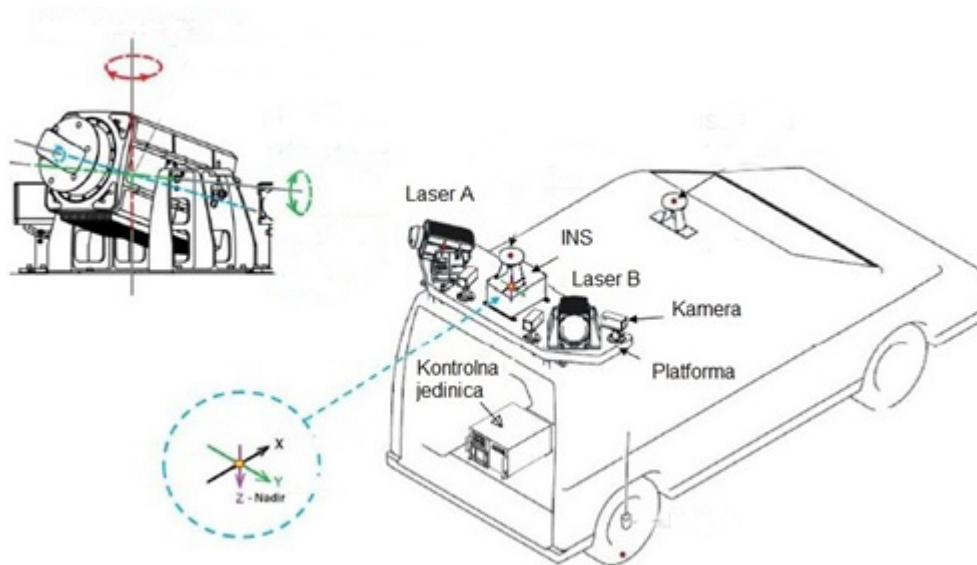 Laser A
INS
Laser B
Kamera
Platforma
Kontrolna
jedinica
X
Y
Z - Nadir